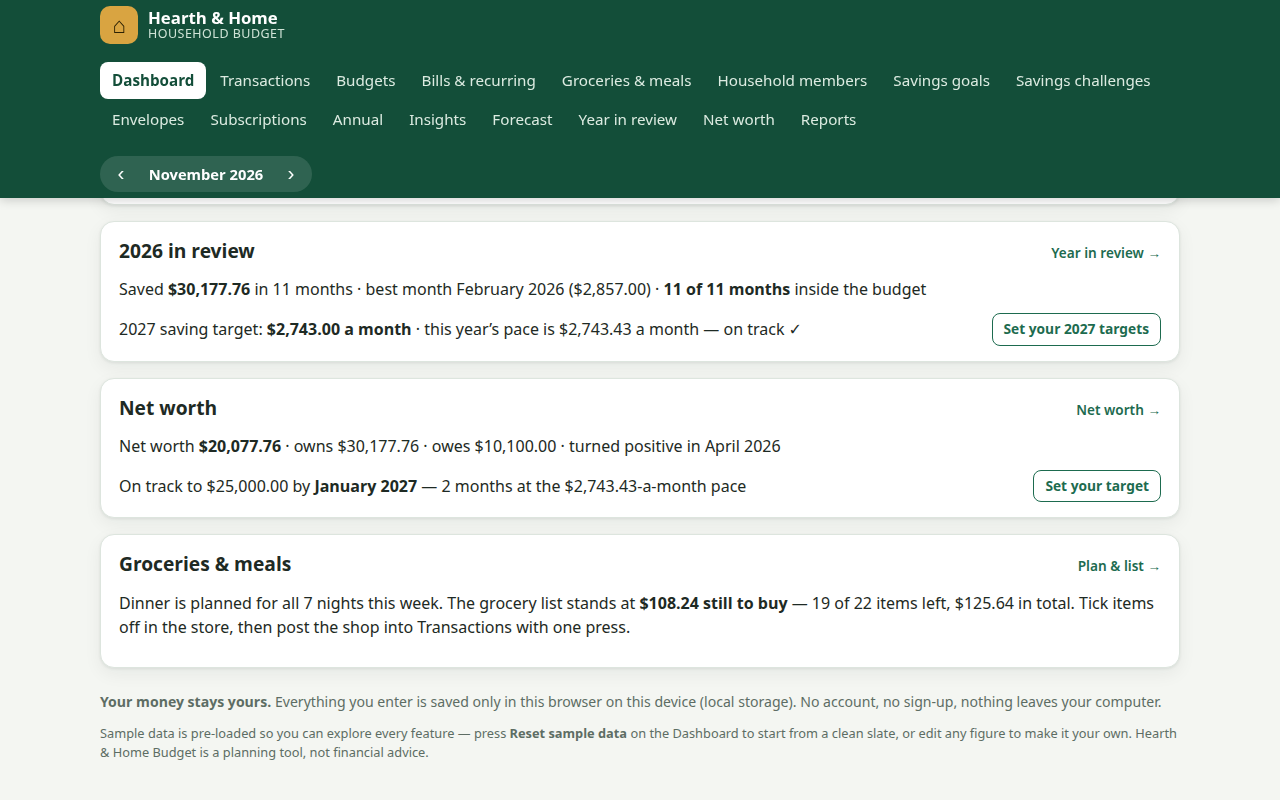 Hearth & Home
HOUSEHOLD BUDGET
Dashboard Transactions Budgets Bills & recurring Groceries & meals Household members Savings goals Savings challenges
Envelopes Subscriptions Annual Insights Forecast Year in review Net worth Reports
‹ November 2026 ›
2026 in review
Year in review →
Saved $30,177.76 in 11 months · best month February 2026 ($2,857.00) · 11 of 11 months inside the budget
2027 saving target: $2,743.00 a month · this year’s pace is $2,743.43 a month — on track ✓
Set your 2027 targets
Net worth
Net worth →
Net worth $20,077.76 · owns $30,177.76 · owes $10,100.00 · turned positive in April 2026
On track to $25,000.00 by January 2027 — 2 months at the $2,743.43-a-month pace
Set your target
Groceries & meals
Plan & list →
Dinner is planned for all 7 nights this week. The grocery list stands at $108.24 still to buy — 19 of 22 items left, $125.64 in total. Tick items
off in the store, then post the shop into Transactions with one press.
Your money stays yours. Everything you enter is saved only in this browser on this device (local storage). No account, no sign-up, nothing leaves your computer.
Sample data is pre-loaded so you can explore every feature — press Reset sample data on the Dashboard to start from a clean slate, or edit any figure to make it your own. Hearth
& Home Budget is a planning tool, not financial advice.